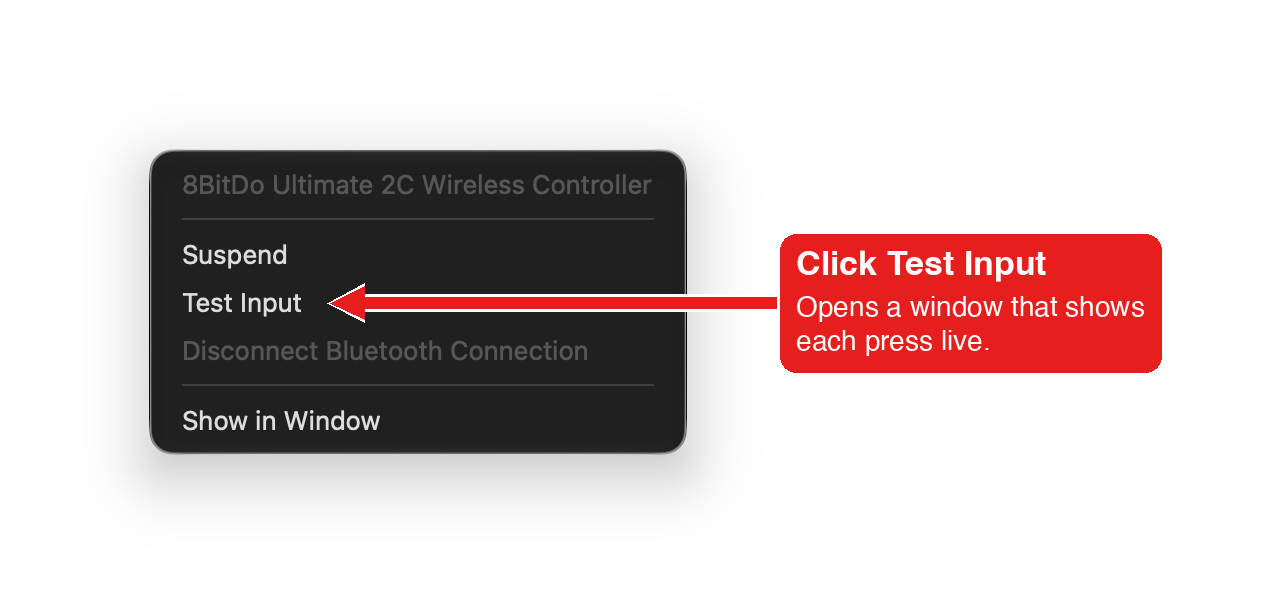 8BitDo Ultimate 2C Wireless Controller
Suspend
Test Input
Disconnect Bluetooth Connection
Show in Window
Click Test Input
Opens a window that shows
each press live.